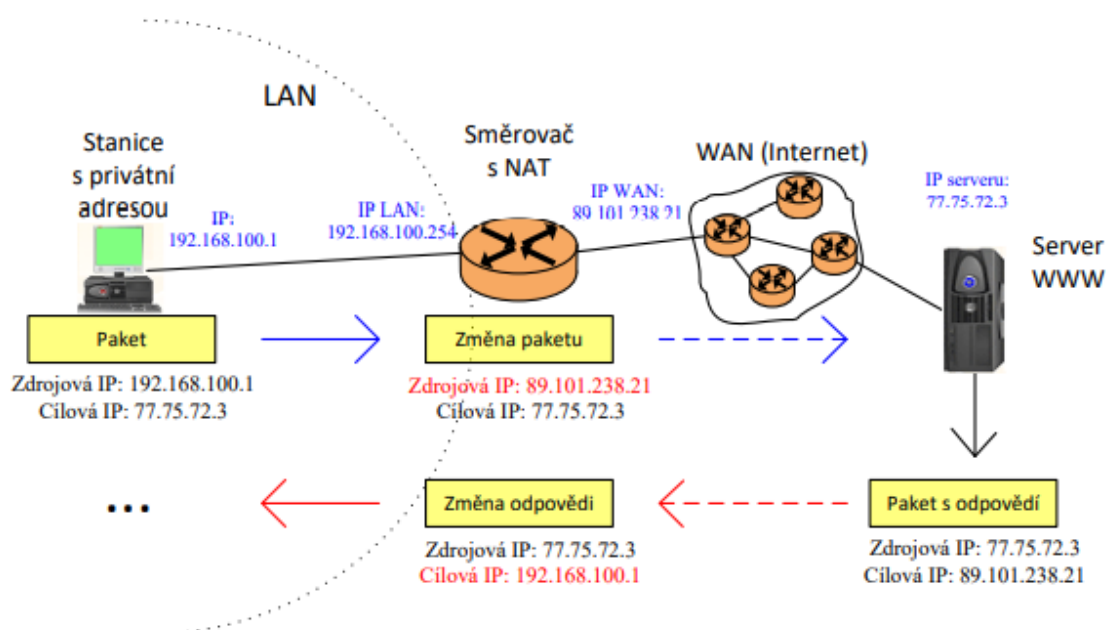 LAN
Stanice
s privátní
adresou
IP:
192.168.100.1
IP LAN:
192.168.100.254
Směrovač
s NAT
IP WAN:
89.101.238.21
WAN (Internet)
IP serveru:
77.75.72.3
Server
WWW
Paket
Zdrojová IP: 192.168.100.1
Cílová IP: 77.75.72.3
Změna paketu
Zdrojová IP: 89.101.238.21
Cílová IP: 77.75.72.3
...
Změna odpovědi
Zdrojová IP: 77.75.72.3
Cílová IP: 192.168.100.1
Paket s odpovědí
Zdrojová IP: 77.75.72.3
Cílová IP: 89.101.238.21